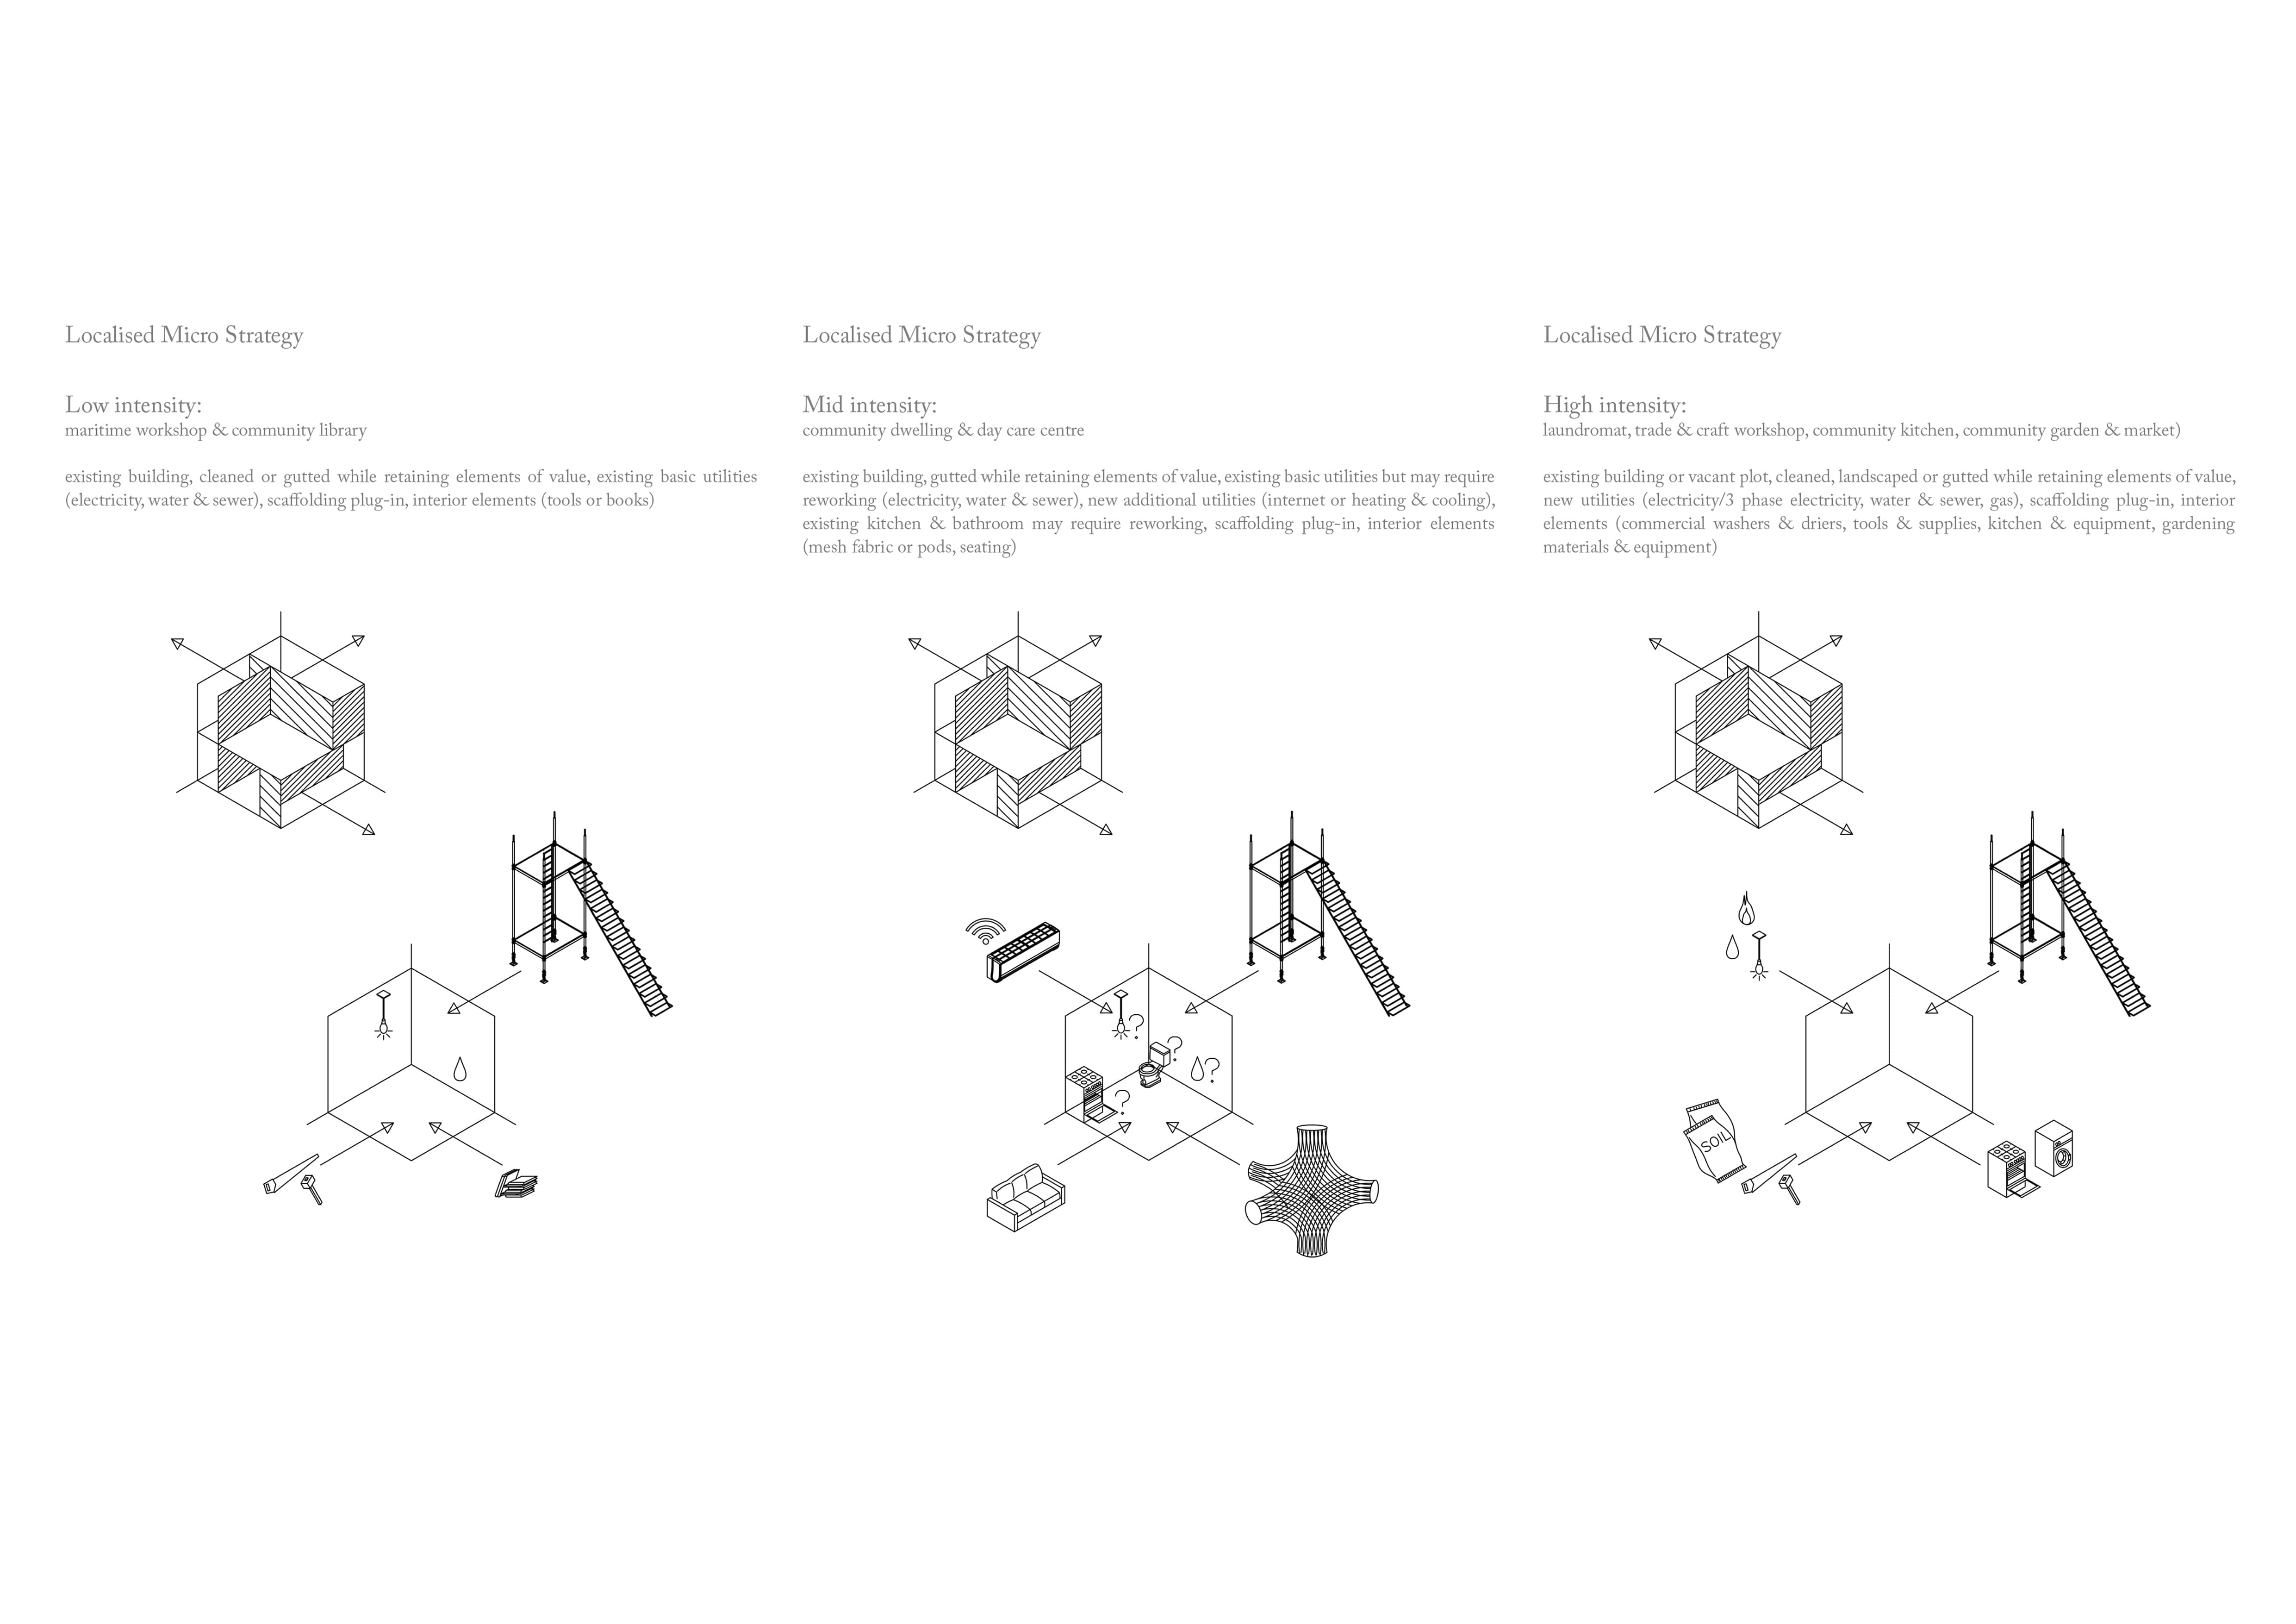 Localised Micro Strategy
Low intensity:
maritime workshop & community library
existing building, cleaned or gutted while retaining elements of value, existing basic utilities
(electricity, water & sewer), scaffolding plug-in, interior elements (tools or books)
Localised Micro Strategy
Mid intensity:
community dwelling & day care centre
existing building, gutted while retaining elements of value, existing basic utilities but may require
reworking (electricity, water & sewer), new additional utilities (internet or heating & cooling),
existing kitchen & bathroom may require reworking, scaffolding plug-in, interior elements
(mesh fabric or pods, seating)
?
?
?
?
Localised Micro Strategy
High intensity:
laundromat, trade & craft workshop, community kitchen, community garden & market)
existing building or vacant plot, cleaned, landscaped or gutted while retaining elements of value,
new utilities (electricity/3 phase electricity, water & sewer, gas), scaffolding plug-in, interior
elements (commercial washers & driers, tools & supplies, kitchen & equipment, gardening
materials & equipment)
SOIL